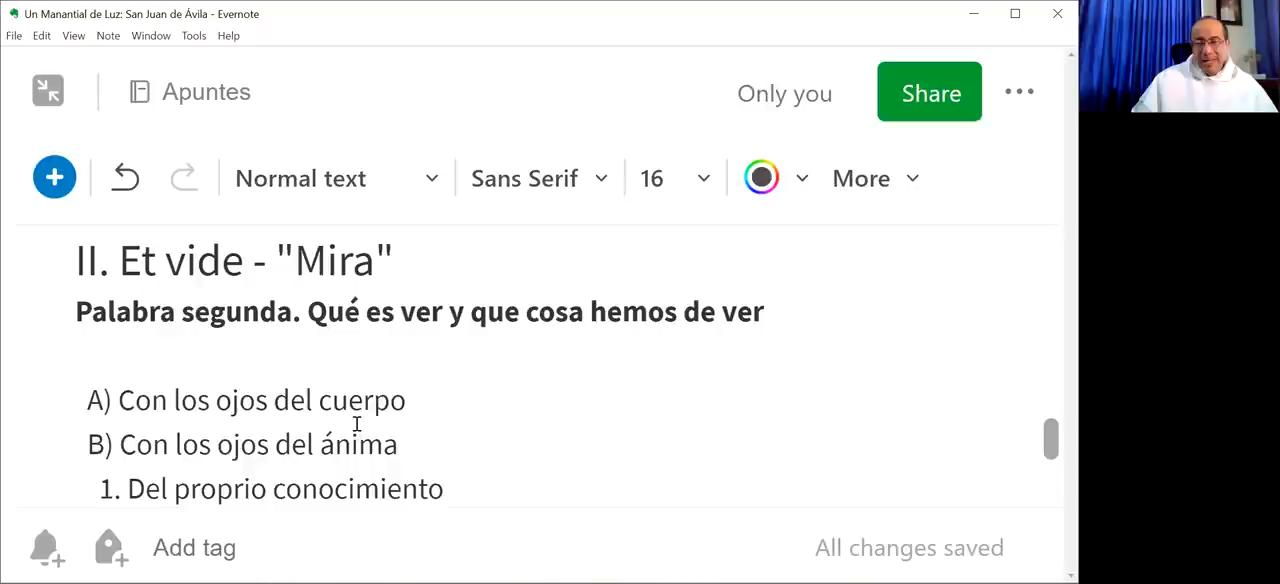 Un Manantial de Luz: San Juan de Ávila - Evernote
File Edit View Note Window Tools Help
Apuntes
Only you
Share
Normal text
Sans Serif
16
More
II. Et vide - "Mira"
Palabra segunda. Qué es ver y que cosa hemos de ver
A) Con los ojos del cuerpo
B) Con los ojos del ánima
1. Del proprio conocimiento
Add tag
All changes saved